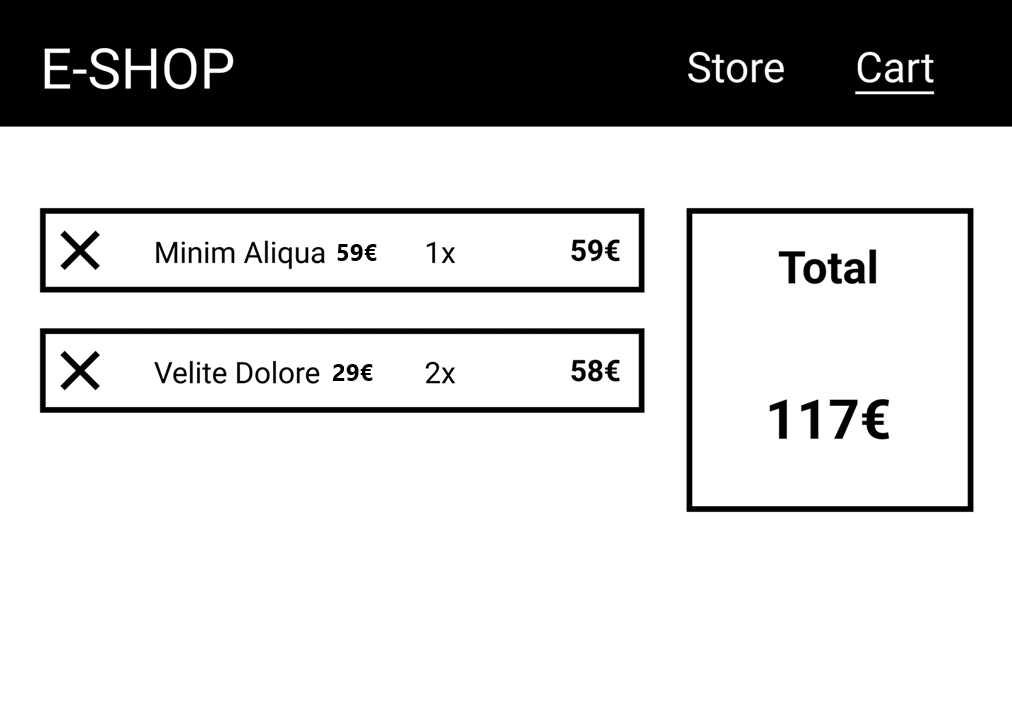 E-SHOP Store Cart
Minim Aliqua 59€ 1x 59€
Velite Dolore 29€ 2x 58€
Total
117€